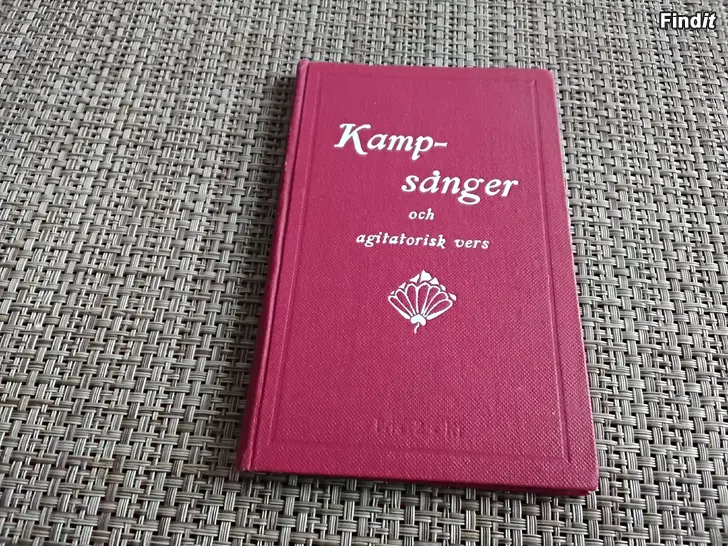 Findit
Kamp-
sånger
och
agitatorisk vers